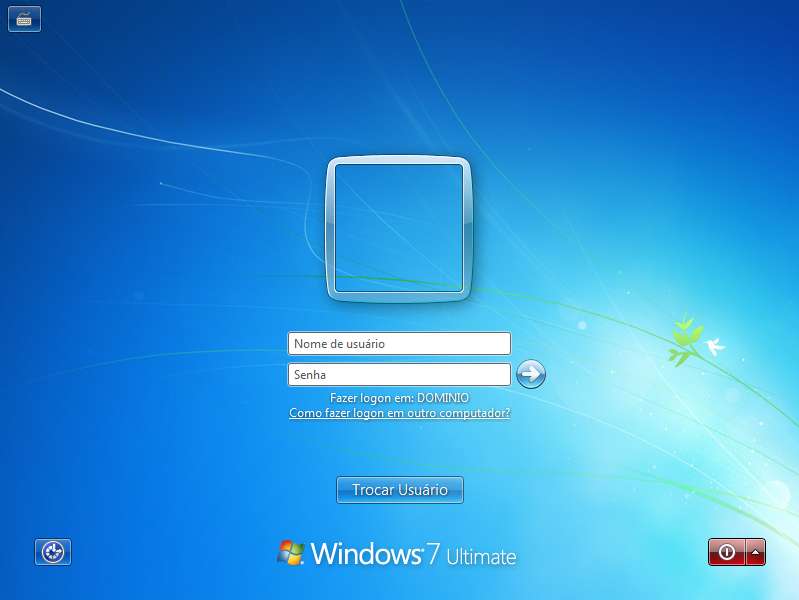 Nome de usuário
Senha
Fazer logon em: DOMINIO
Como fazer logon em outro computador?
Trocar Usuário
Windows 7 Ultimate